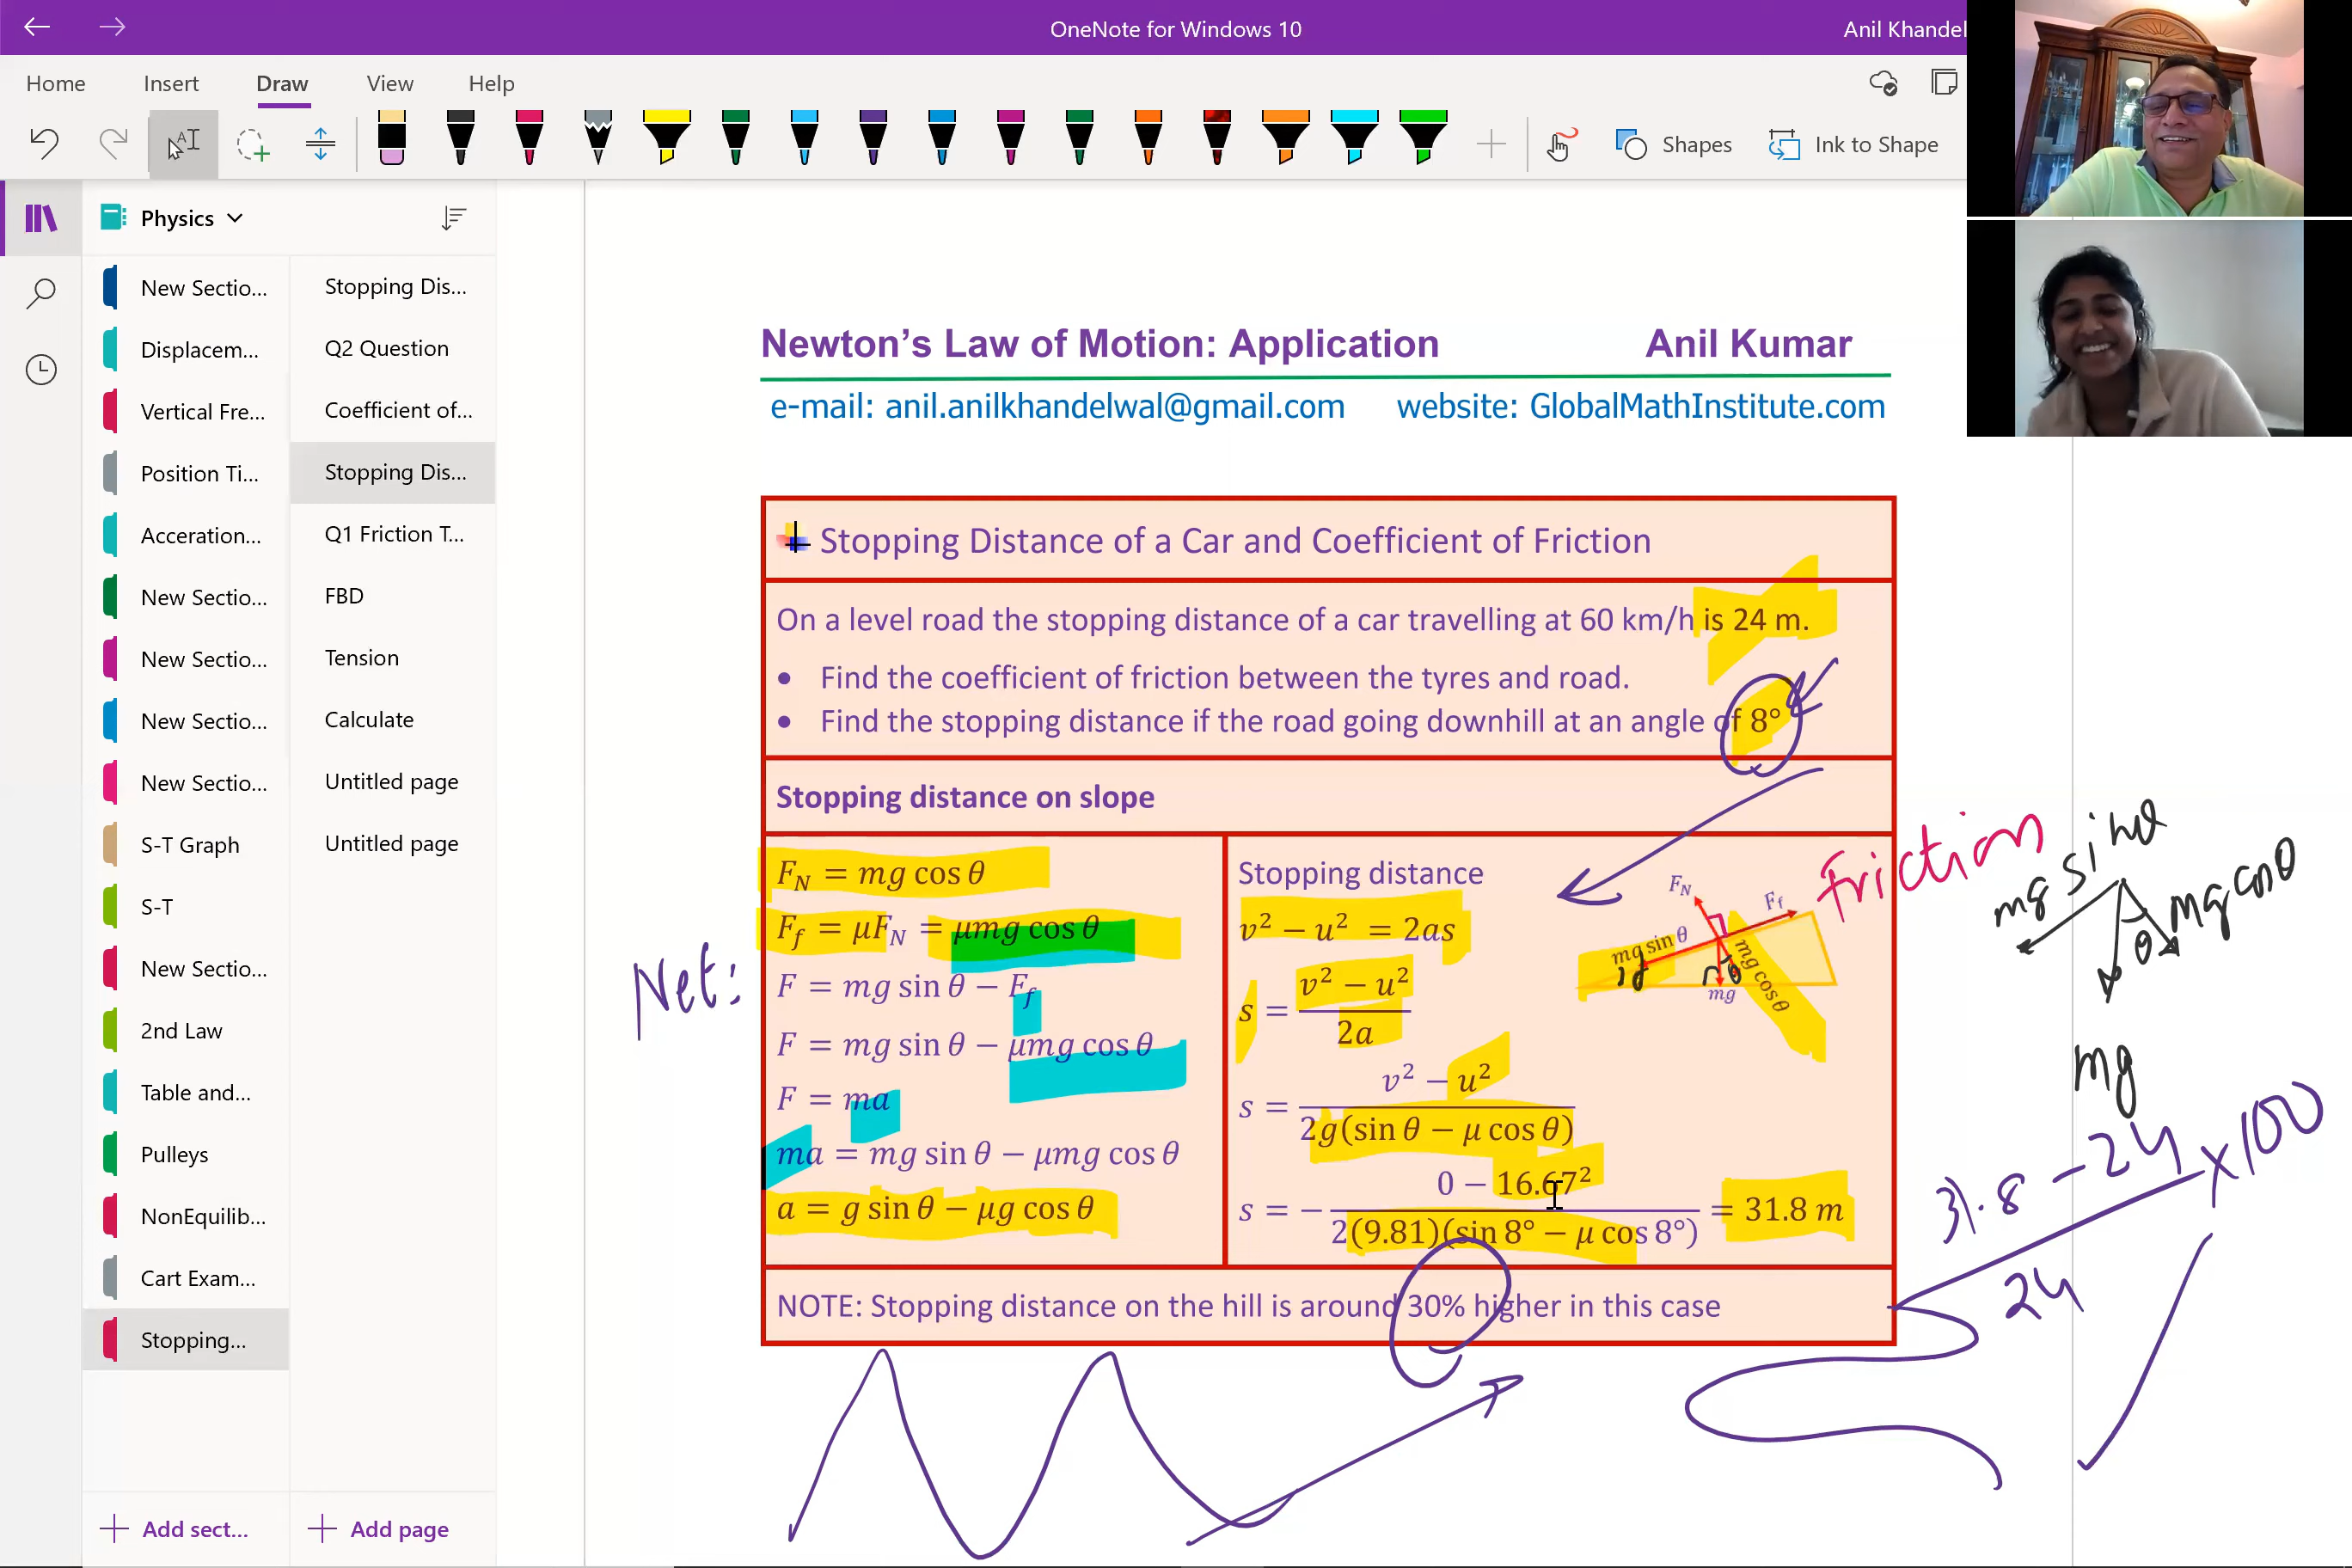 OneNote for Windows 10
Anil Khandel
Home Insert Draw View Help
Shapes
Ink to Shape
Physics
New Sectio...
Displacem...
Vertical Fre...
Position Ti...
Acceration...
New Sectio...
New Sectio...
New Sectio...
New Sectio...
S-T Graph
S-T
New Sectio...
2nd Law
Table and...
Pulleys
NonEquilib...
Cart Exam...
Stopping...
Add sect...
Stopping Dis...
Q2 Question
Coefficient of...
Stopping Dis...
Q1 Friction T...
FBD
Tension
Calculate
Untitled page
Untitled page
Add page
Newton's Law of Motion: Application Anil Kumar
e-mail: anil.anilkhandelwal@gmail.com website: GlobalMathInstitute.com
Stopping Distance of a Car and Coefficient of Friction
On a level road the stopping distance of a car travelling at 60 km/h is 24 m.
• Find the coefficient of friction between the tyres and road.
• Find the stopping distance if the road going downhill at an angle of 8°
Stopping distance on slope
Net:
F_N = mg cos θ
F_f = μF_N = μmg cos θ
F = mg sin θ − F_f
F = mg sin θ − μmg cos θ
F = ma
ma = mg sin θ − μmg cos θ
a = g sin θ − μg cos θ
Stopping distance
v² − u² = 2as
s = (v² − u²) / 2a
s = (v² − u²) / 2g(sin θ − μ cos θ)
s = − (0 − 16.67²) / 2(9.81)(sin 8° − μ cos 8°) = 31.8 m
F_N
F_f
mg sin θ
mg cos θ
mg
Friction
mg sinθ
mg cosθ
θ
mg
31.8 − 24 / 24 × 100
NOTE: Stopping distance on the hill is around 30% higher in this case